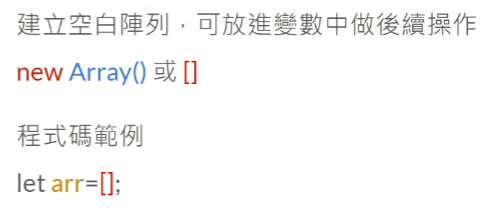 建立空白陣列，可放進變數中做後續操作
new Array() 或 []
程式碼範例
let arr=[];